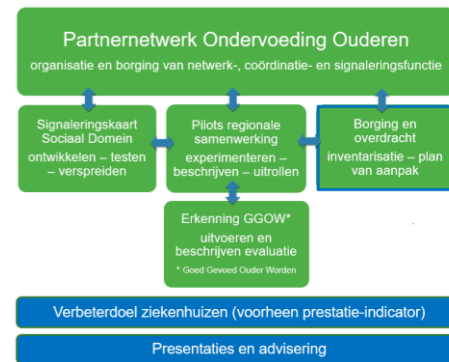 Partnernetwerk Ondervoeding Ouderen
organisatie en borging van netwerk-, coördinatie- en signaleringsfunctie
Signaleringskaart
Sociaal Domein
ontwikkelen – testen
– verspreiden
Pilots regionale
samenwerking
experimenteren –
beschrijven – uitrollen
Borging en
overdracht
inventarisatie – plan
van aanpak
Erkenning GGOW*
uitvoeren en
beschrijven evaluatie
* Goed Gevoed Ouder Worden
Verbeterdoel ziekenhuizen (voorheen prestatie-indicator)
Presentaties en advisering